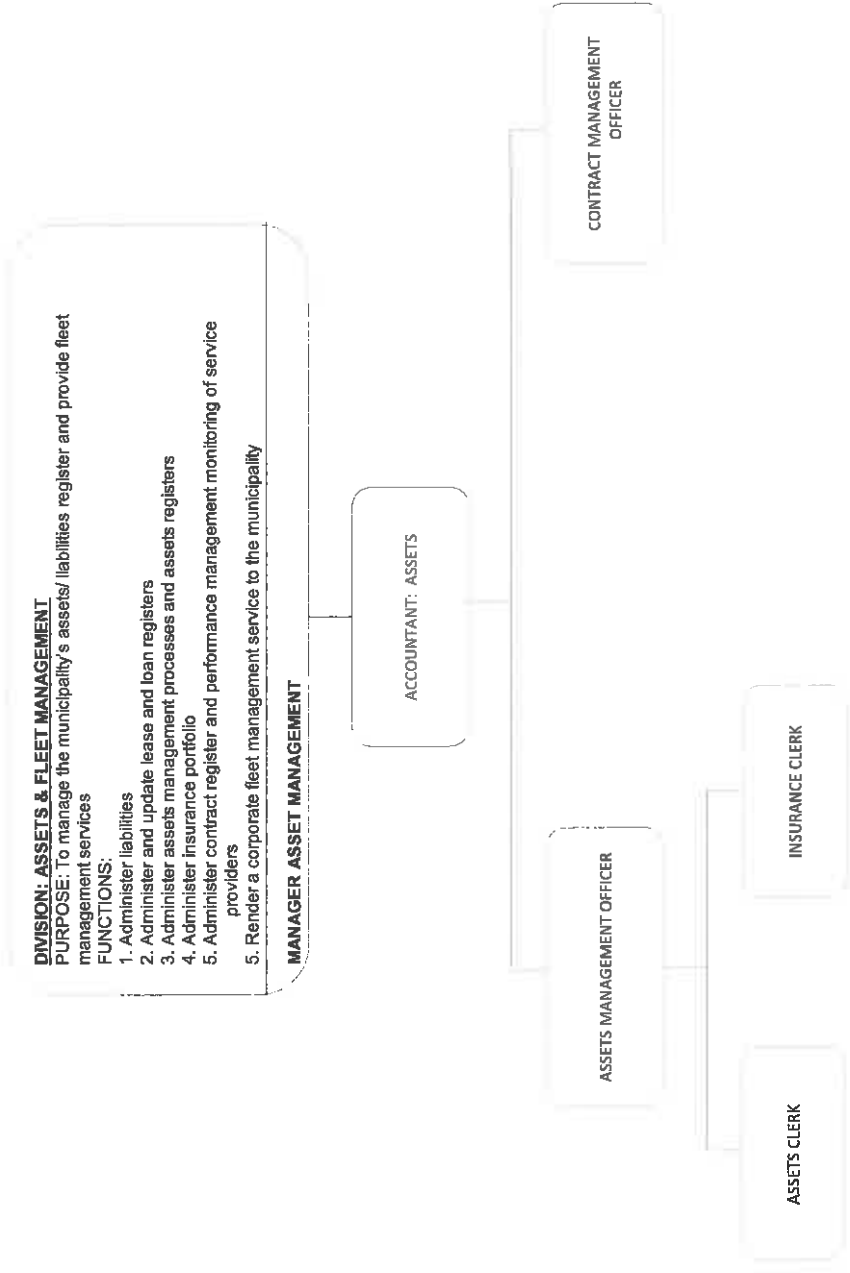 DIVISION: ASSETS & FLEET MANAGEMENT
PURPOSE: To manage the municipality's assets/ liabilities register and provide fleet
management services
FUNCTIONS:
1. Administer liabilities
2. Administer and update lease and loan registers
3. Administer assets management processes and assets registers
4. Administer insurance portfolio
5. Administer contract register and performance management monitoring of service
providers
5. Render a corporate fleet management service to the municipality
MANAGER ASSET MANAGEMENT
ACCOUNTANT: ASSETS
ASSETS MANAGEMENT OFFICER
CONTRACT MANAGEMENT
OFFICER
ASSETS CLERK
INSURANCE CLERK